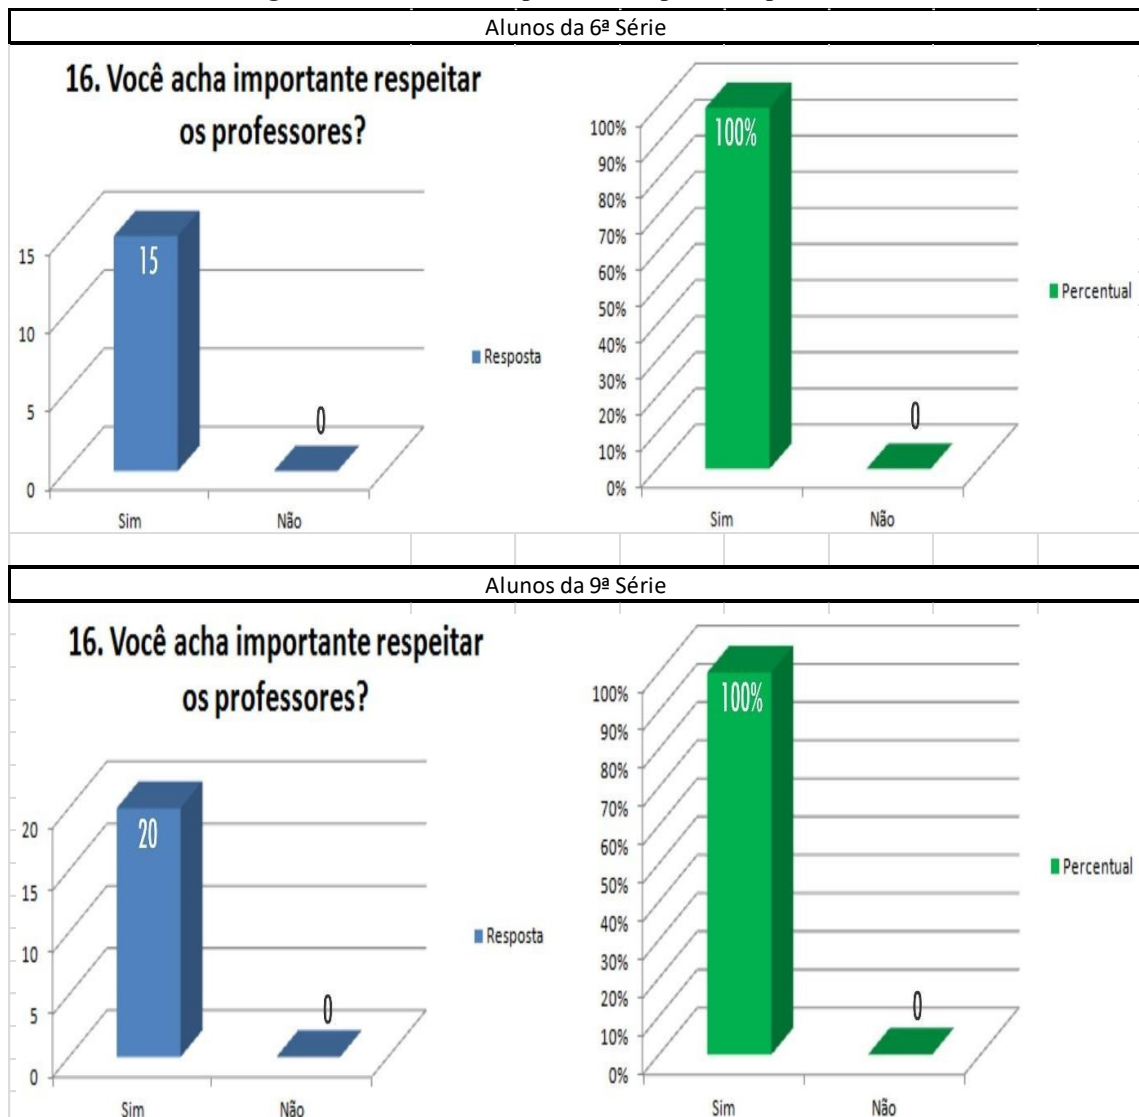 Alunos da 6ª Série
16. Você acha importante respeitar
os professores?
15
10
5
0
15
0
Sim
Não
Resposta
100%
90%
80%
70%
60%
50%
40%
30%
20%
10%
0%
100%
0
Sim
Não
Percentual
Alunos da 9ª Série
16. Você acha importante respeitar
os professores?
20
15
10
5
0
20
0
Sim
Não
Resposta
100%
90%
80%
70%
60%
50%
40%
30%
20%
10%
0%
100%
0
Sim
Não
Percentual